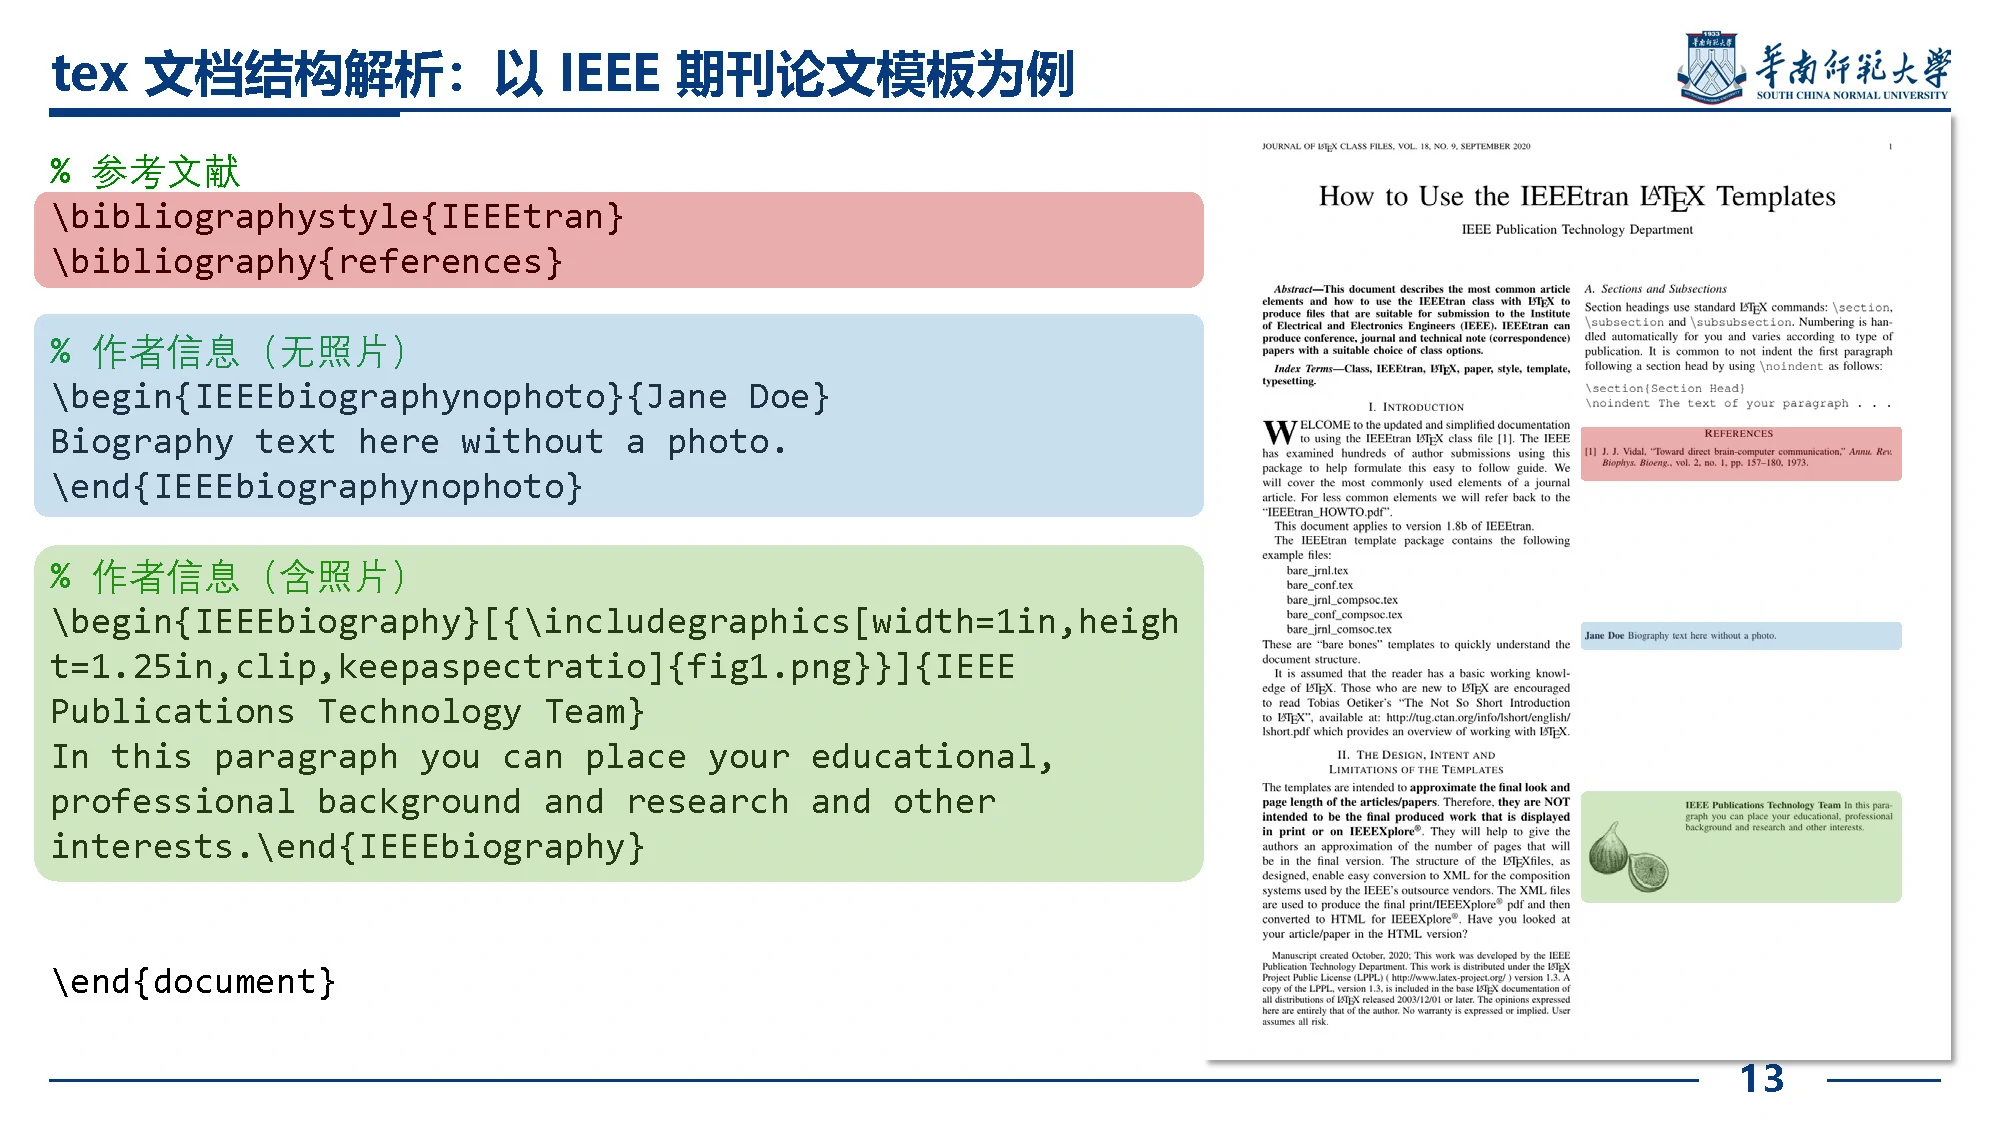 tex 文档结构解析：以 IEEE 期刊论文模板为例
1933
华南师范大学
华南师范大学
SOUTH CHINA NORMAL UNIVERSITY
% 参考文献
\bibliographystyle{IEEEtran}
\bibliography{references}
% 作者信息（无照片）
\begin{IEEEbiographynophoto}{Jane Doe}
Biography text here without a photo.
\end{IEEEbiographynophoto}
% 作者信息（含照片）
\begin{IEEEbiography}[{\includegraphics[width=1in,heigh
t=1.25in,clip,keepaspectratio]{fig1.png}}]{IEEE
Publications Technology Team}
In this paragraph you can place your educational,
professional background and research and other
interests.\end{IEEEbiography}
\end{document}
JOURNAL OF LATEX CLASS FILES, VOL. 18, NO. 9, SEPTEMBER 2020 1
How to Use the IEEEtran LATEX Templates
IEEE Publication Technology Department
Abstract—This document describes the most common article
elements and how to use the IEEEtran class with LATEX to
produce files that are suitable for submission to the Institute
of Electrical and Electronics Engineers (IEEE). IEEEtran can
produce conference, journal and technical note (correspondence)
papers with a suitable choice of class options.
Index Terms—Class, IEEEtran, LATEX, paper, style, template,
typesetting.
I. INTRODUCTION
WELCOME to the updated and simplified documentation
to using the IEEEtran LATEX class file [1]. The IEEE
has examined hundreds of author submissions using this
package to help formulate this easy to follow guide. We
will cover the most commonly used elements of a journal
article. For less common elements we will refer back to the
“IEEEtran_HOWTO.pdf”.
This document applies to version 1.8b of IEEEtran.
The IEEEtran template package contains the following
example files:
bare_jrnl.tex
bare_conf.tex
bare_jrnl_compsoc.tex
bare_conf_compsoc.tex
bare_jrnl_comsoc.tex
These are “bare bones” templates to quickly understand the
document structure.
It is assumed that the reader has a basic working knowl-
edge of LATEX. Those who are new to LATEX are encouraged
to read Tobias Oetiker’s “The Not So Short Introduction
to LATEX”, available at: http://tug.ctan.org/info/lshort/english/
lshort.pdf which provides an overview of working with LATEX.
II. THE DESIGN, INTENT AND
LIMITATIONS OF THE TEMPLATES
The templates are intended to approximate the final look and
page length of the articles/papers. Therefore, they are NOT
intended to be the final produced work that is displayed
in print or on IEEEXplore®. They will help to give the
authors an approximation of the number of pages that will
be in the final version. The structure of the LATEXfiles, as
designed, enable easy conversion to XML for the composition
systems used by the IEEE’s outsource vendors. The XML files
are used to produce the final print/IEEEXplore® pdf and then
converted to HTML for IEEEXplore®. Have you looked at
your article/paper in the HTML version?
Manuscript created October, 2020; This work was developed by the IEEE
Publication Technology Department. This work is distributed under the LATEX
Project Public License (LPPL) ( http://www.latex-project.org/ ) version 1.3. A
copy of the LPPL, version 1.3, is included in the base LATEX documentation of
all distributions of LATEX released 2003/12/01 or later. The opinions expressed
here are entirely that of the author. No warranty is expressed or implied. User
assumes all risk.
A. Sections and Subsections
Section headings use standard LATEX commands: \section,
\subsection and \subsubsection. Numbering is han-
dled automatically for you and varies according to type of
publication. It is common to not indent the first paragraph
following a section head by using \noindent as follows:
\section{Section Head}
\noindent The text of your paragraph . . .
REFERENCES
[1] J. J. Vidal, “Toward direct brain-computer communication,” Annu. Rev.
Biophys. Bioeng., vol. 2, no. 1, pp. 157–180, 1973.
Jane Doe Biography text here without a photo.
IEEE Publications Technology Team In this para-
graph you can place your educational, professional
background and research and other interests.
13